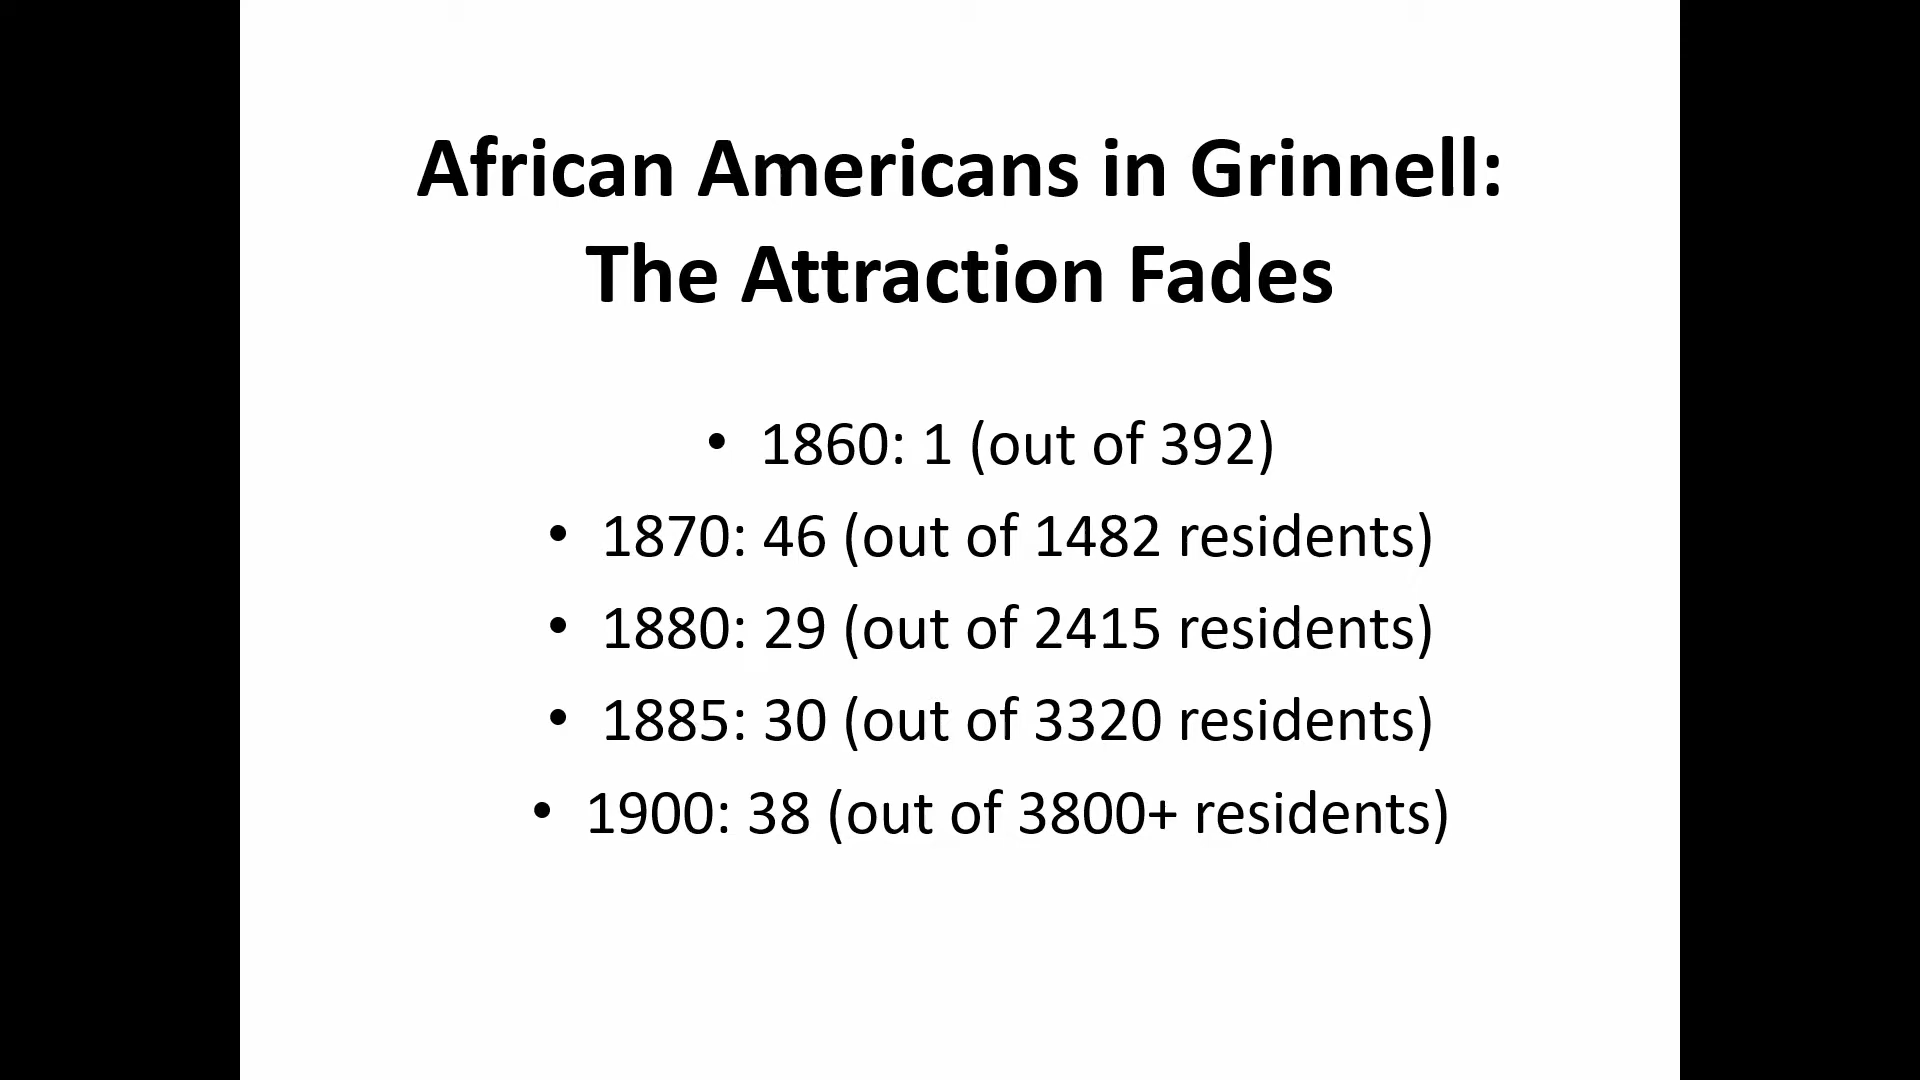 African Americans in Grinnell:
The Attraction Fades
• 1860: 1 (out of 392)
• 1870: 46 (out of 1482 residents)
• 1880: 29 (out of 2415 residents)
• 1885: 30 (out of 3320 residents)
• 1900: 38 (out of 3800+ residents)